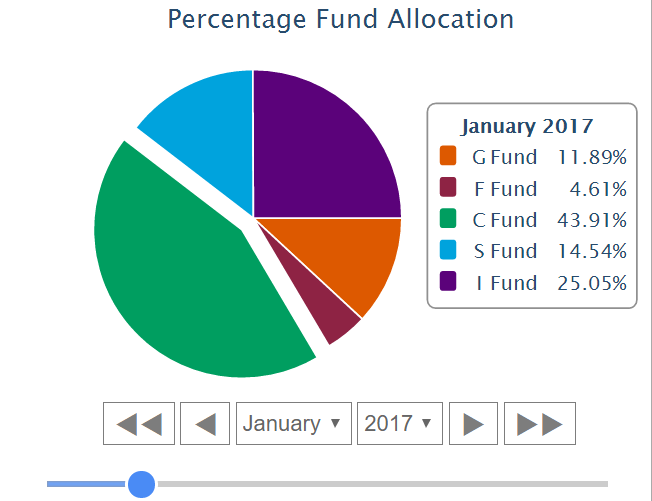 Percentage Fund Allocation
January 2017
G Fund 11.89%
F Fund 4.61%
C Fund 43.91%
S Fund 14.54%
I Fund 25.05%
January 2017